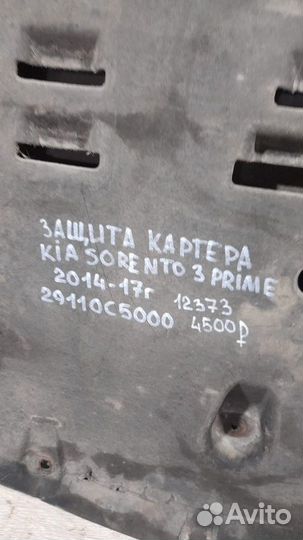 ЗАЩИТА КАРТЕРА
KIA SORENTO 3 PRIME
2014-17г 12373
29110C5000 4500₽
Avito